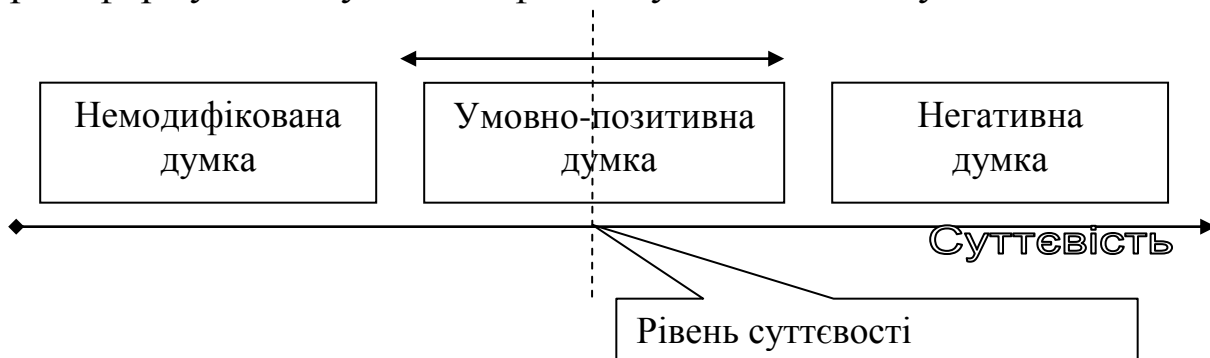 Немодифікована
думка
Умовно-позитивна
думка
Негативна
думка
Суттєвість
Рівень суттєвості